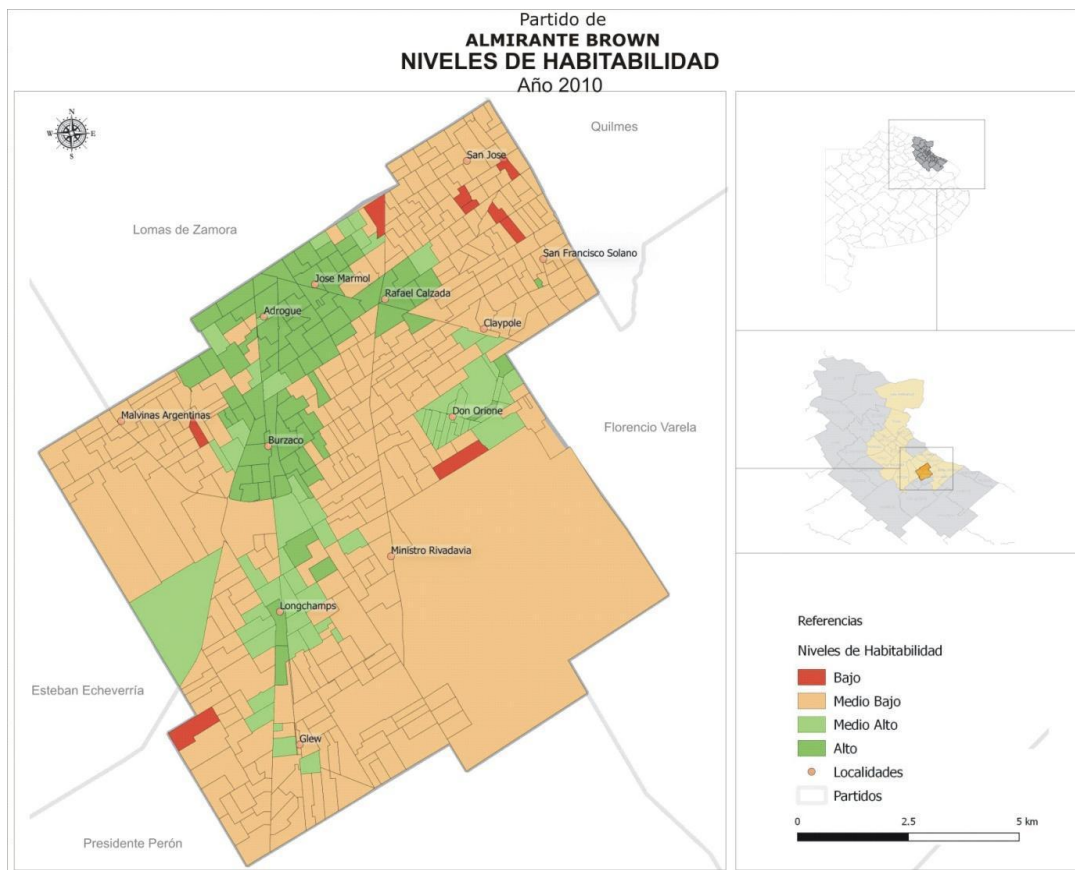 Partido de
ALMIRANTE BROWN
NIVELES DE HABITABILIDAD
Año 2010
N
W E
S
Quilmes
San Jose
Lomas de Zamora
San Francisco Solano
Jose Marmol
Rafael Calzada
Adrogue
Claypole
Malvinas Argentinas
Don Orione
Florencio Varela
Burzaco
Ministro Rivadavia
Longchamps
Esteban Echeverría
Glew
Presidente Perón
Referencias
Niveles de Habitabilidad
Bajo
Medio Bajo
Medio Alto
Alto
Localidades
Partidos
0 2.5 5 km